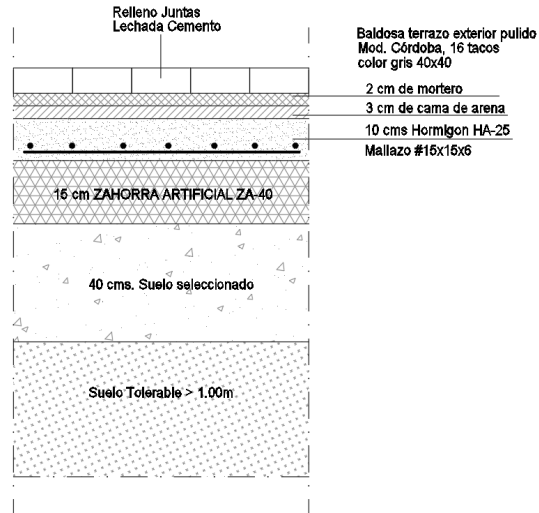 Relleno Juntas
Lechada Cemento
Baldosa terrazo exterior pulido
Mod. Córdoba, 16 tacos
color gris 40x40
2 cm de mortero
3 cm de cama de arena
10 cms Hormigon HA-25
Mallazo #15x15x6
15 cm ZAHORRA ARTIFICIAL ZA-40
40 cms. Suelo seleccionado
Suelo Tolerable > 1.00m